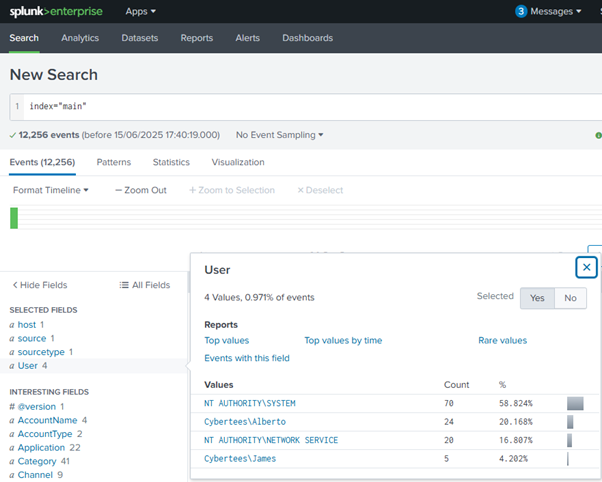 splunk>enterprise Apps ▾ 3 Messages ▾
Search Analytics Datasets Reports Alerts Dashboards
New Search
1 index="main"
✓ 12,256 events (before 15/06/2025 17:40:19.000) No Event Sampling ▾
Events (12,256) Patterns Statistics Visualization
Format Timeline ▾ — Zoom Out + Zoom to Selection × Deselect
< Hide Fields All Fields
SELECTED FIELDS
a host 1
a source 1
a sourcetype 1
a User 4
INTERESTING FIELDS
# @version 1
a AccountName 4
a AccountType 2
a Application 22
a Category 41
a Channel 9
User
4 Values, 0.971% of events
Selected Yes No
Reports
Top values Top values by time Rare values
Events with this field
Values Count %
NT AUTHORITY\SYSTEM 70 58.824%
Cybertees\Alberto 24 20.168%
NT AUTHORITY\NETWORK SERVICE 20 16.807%
Cybertees\James 5 4.202%